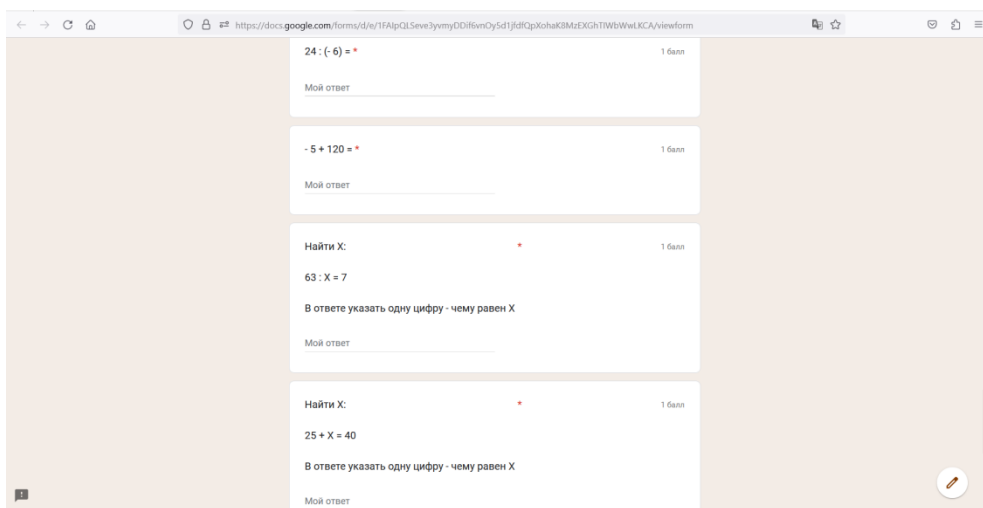 https://docs.google.com/forms/d/e/1FAIpQLSeve3yvmyDDif6vnOy5d1jfdfQpXohaK8MzEXGhTlWbWwLKCA/viewform
24 : (- 6) = * 1 балл
Мой ответ
- 5 + 120 = * 1 балл
Мой ответ
Найти X: * 1 балл
63 : X = 7
В ответе указать одну цифру - чему равен X
Мой ответ
Найти X: * 1 балл
25 + X = 40
В ответе указать одну цифру - чему равен X
Мой ответ